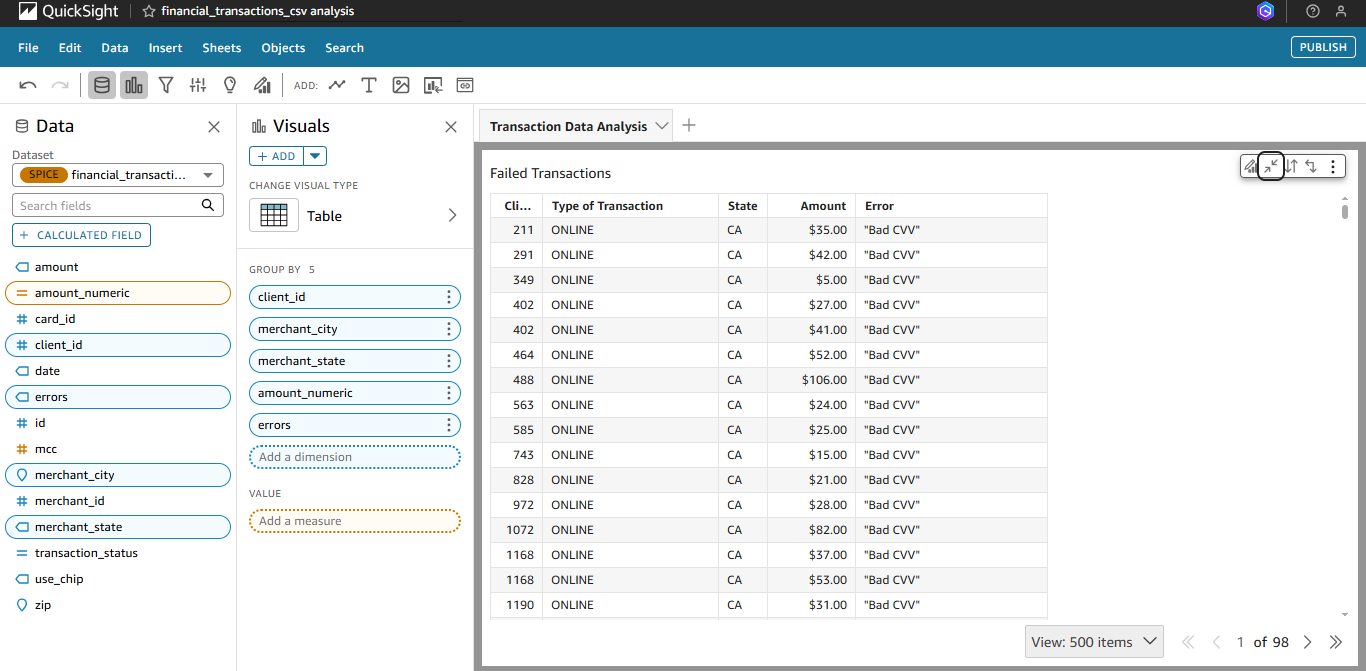 QuickSight financial_transactions_csv analysis
File Edit Data Insert Sheets Objects Search PUBLISH
ADD:
Data
Dataset
SPICE financial_transacti...
Search fields
+ CALCULATED FIELD
amount
amount_numeric
card_id
client_id
date
errors
id
mcc
merchant_city
merchant_id
merchant_state
transaction_status
use_chip
zip
Visuals
+ ADD
CHANGE VISUAL TYPE
Table
GROUP BY 5
client_id
merchant_city
merchant_state
amount_numeric
errors
Add a dimension
VALUE
Add a measure
Transaction Data Analysis
Failed Transactions
Cli... Type of Transaction State Amount Error
211 ONLINE CA $35.00 "Bad CVV"
291 ONLINE CA $42.00 "Bad CVV"
349 ONLINE CA $5.00 "Bad CVV"
402 ONLINE CA $27.00 "Bad CVV"
402 ONLINE CA $41.00 "Bad CVV"
464 ONLINE CA $52.00 "Bad CVV"
488 ONLINE CA $106.00 "Bad CVV"
563 ONLINE CA $24.00 "Bad CVV"
585 ONLINE CA $25.00 "Bad CVV"
743 ONLINE CA $15.00 "Bad CVV"
828 ONLINE CA $21.00 "Bad CVV"
972 ONLINE CA $28.00 "Bad CVV"
1072 ONLINE CA $82.00 "Bad CVV"
1168 ONLINE CA $37.00 "Bad CVV"
1168 ONLINE CA $53.00 "Bad CVV"
1190 ONLINE CA $31.00 "Bad CVV"
View: 500 items 1 of 98